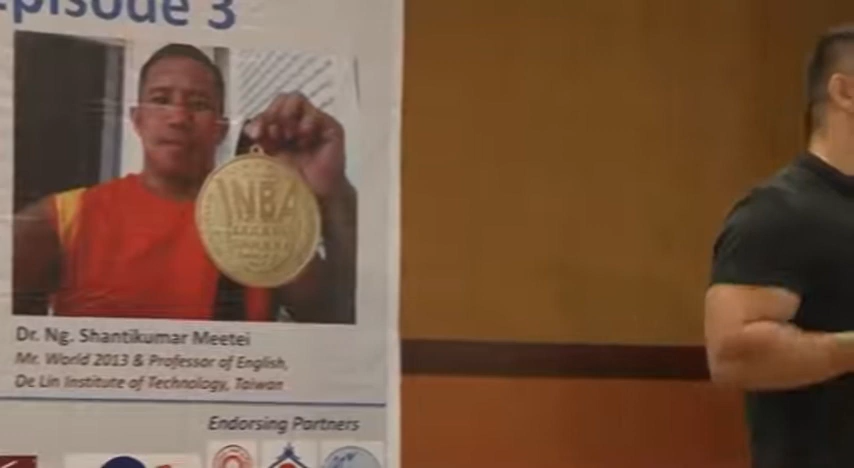 Episode 3
INBA
Dr. Ng. Shantikumar Meetei
Mr. World 2013 & Professor of English,
De Lin Institute of Technology, Taiwan
Endorsing Partners